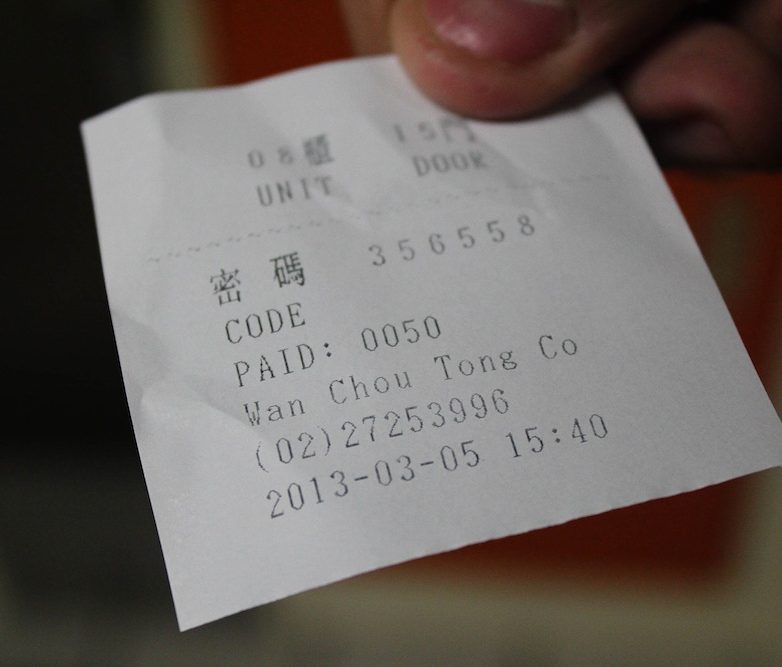 08櫃 15門
UNIT DOOR
密 碼 356558
CODE
PAID: 0050
Wan Chou Tong Co
(02)27253996
2013-03-05 15:40